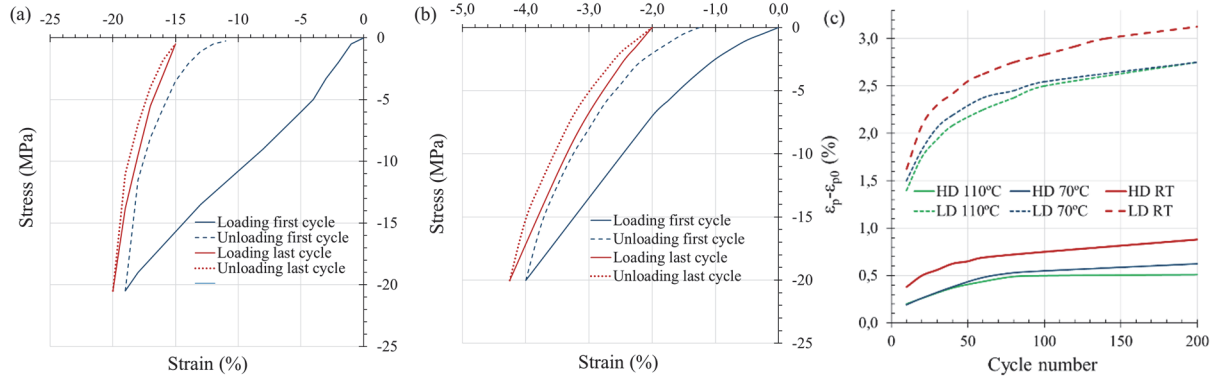 (a)
-25 -20 -15 -10 -5 0
0
-5
-10
-15
-20
-25
Stress (MPa)
Strain (%)
Loading first cycle
Unloading first cycle
Loading last cycle
Unloading last cycle
(b)
-5,0 -4,0 -3,0 -2,0 -1,0 0,0
0
-5
-10
-15
-20
-25
Stress (MPa)
Strain (%)
Loading first cycle
Unloading first cycle
Loading last cycle
Unloading last cycle
(c)
3,0
2,5
2,0
1,5
1,0
0,5
0,0
εp-εp0 (%)
HD 110ºC HD 70ºC HD RT
LD 110ºC LD 70ºC LD RT
0 50 100 150 200
Cycle number